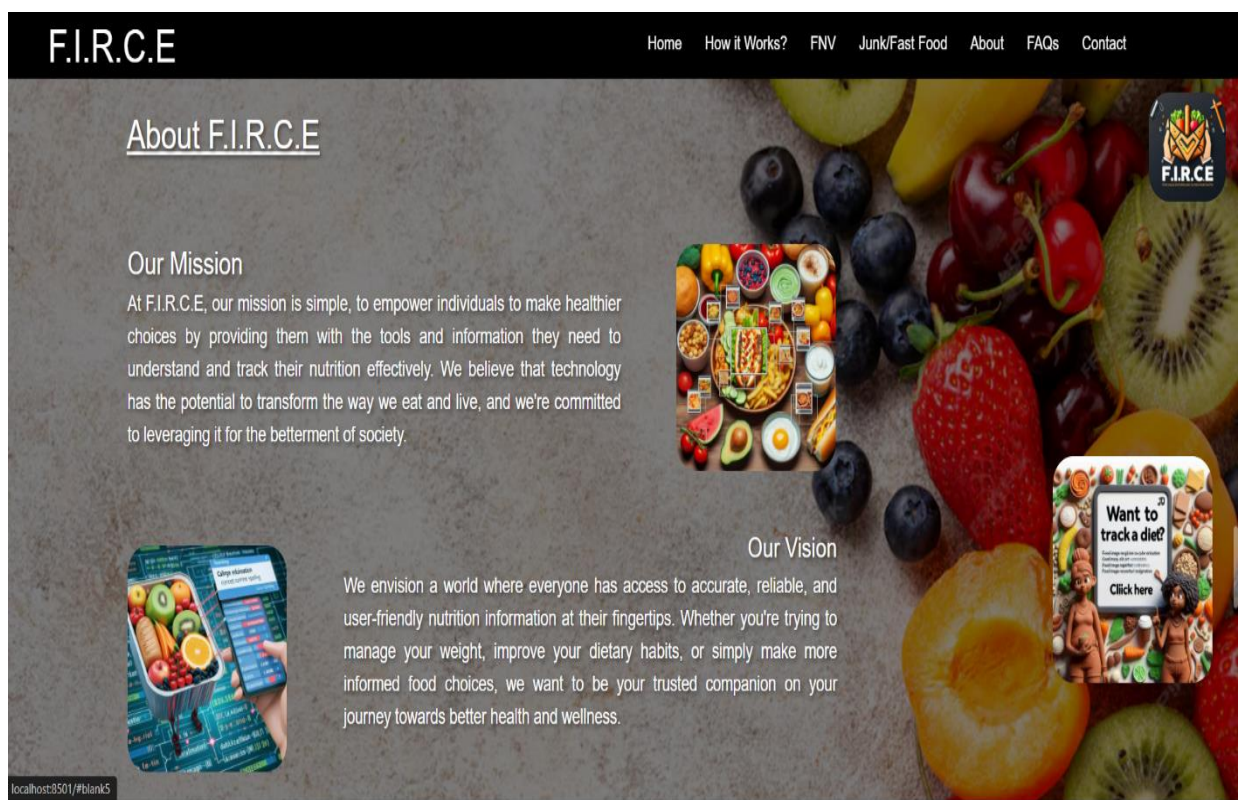 F.I.R.C.E
Home How it Works? FNV Junk/Fast Food About FAQs Contact
About F.I.R.C.E
F.I.R.CE
Our Mission
At F.I.R.C.E, our mission is simple, to empower individuals to make healthier
choices by providing them with the tools and information they need to
understand and track their nutrition effectively. We believe that technology
has the potential to transform the way we eat and live, and we're committed
to leveraging it for the betterment of society.
Want to
track a diet?
Cliick here
Our Vision
We envision a world where everyone has access to accurate, reliable, and
user-friendly nutrition information at their fingertips. Whether you're trying to
manage your weight, improve your dietary habits, or simply make more
informed food choices, we want to be your trusted companion on your
journey towards better health and wellness.
localhost:8501/#blank5